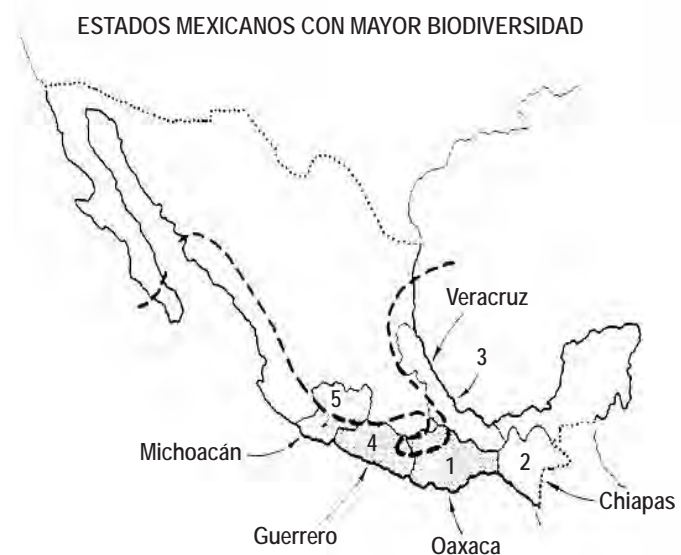 ESTADOS MEXICANOS CON MAYOR BIODIVERSIDAD
Veracruz
3
5
4
1
2
Michoacán
Chiapas
Guerrero
Oaxaca